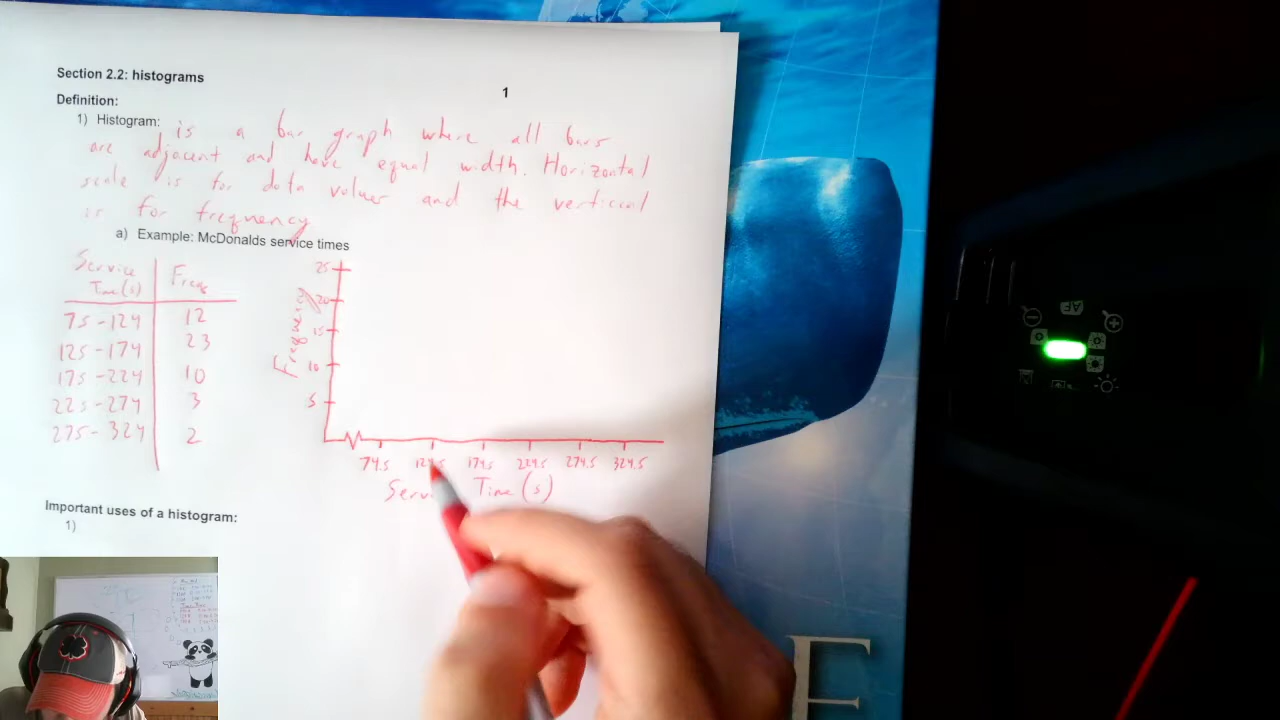 Section 2.2: histograms
1
Definition:
1) Histogram: is a bar graph where all bars
are adjacent and have equal width. Horizontal
scale is for data values and the vertical
is for frequency
a) Example: McDonalds service times
Service Time(s) Freq
75-124 12
125-174 23
175-224 10
225-274 3
275-324 2
Frequency
25
20
15
10
5
74.5 124.5 174.5 224.5 274.5 324.5
Time (s)
Important uses of a histogram:
1)
AF
E